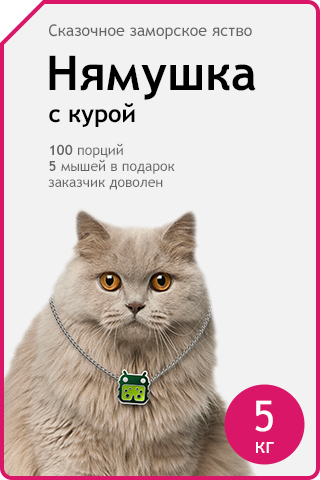 Сказочное заморское яство
Нямушка
с курой
100 порций
5 мышей в подарок
заказчик доволен
5
кг